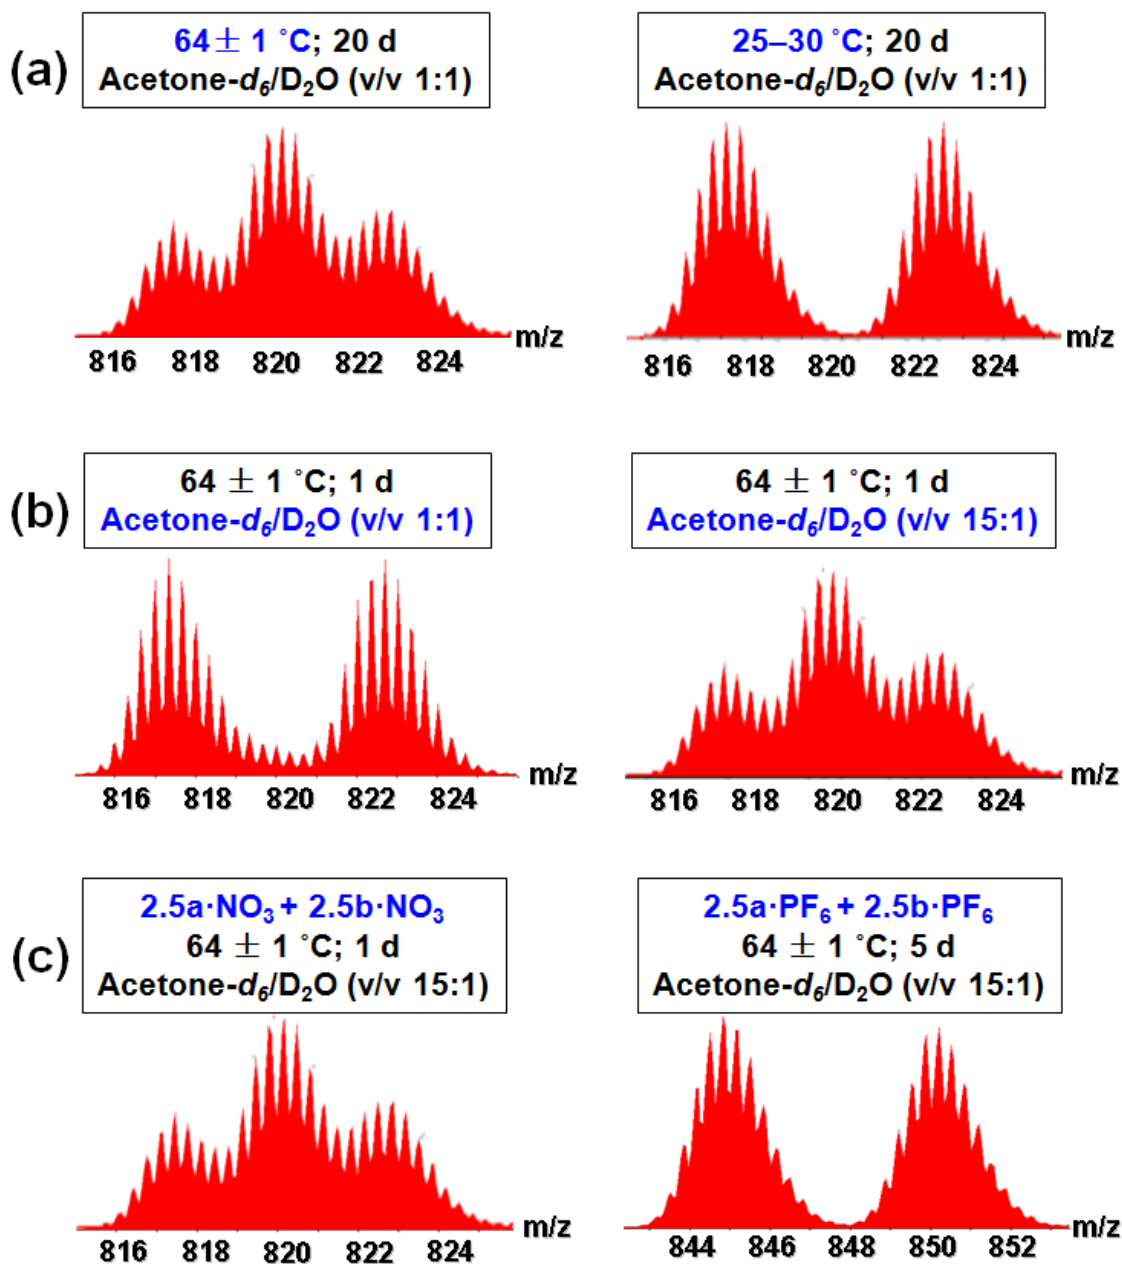 (a)
64 ± 1 °C; 20 d
Acetone-d6/D2O (v/v 1:1)
25–30 °C; 20 d
Acetone-d6/D2O (v/v 1:1)
816 818 820 822 824 m/z
816 818 820 822 824 m/z
(b)
64 ± 1 °C; 1 d
Acetone-d6/D2O (v/v 1:1)
64 ± 1 °C; 1 d
Acetone-d6/D2O (v/v 15:1)
816 818 820 822 824 m/z
816 818 820 822 824 m/z
(c)
2.5a·NO3 + 2.5b·NO3
64 ± 1 °C; 1 d
Acetone-d6/D2O (v/v 15:1)
2.5a·PF6 + 2.5b·PF6
64 ± 1 °C; 5 d
Acetone-d6/D2O (v/v 15:1)
816 818 820 822 824 m/z
844 846 848 850 852 m/z